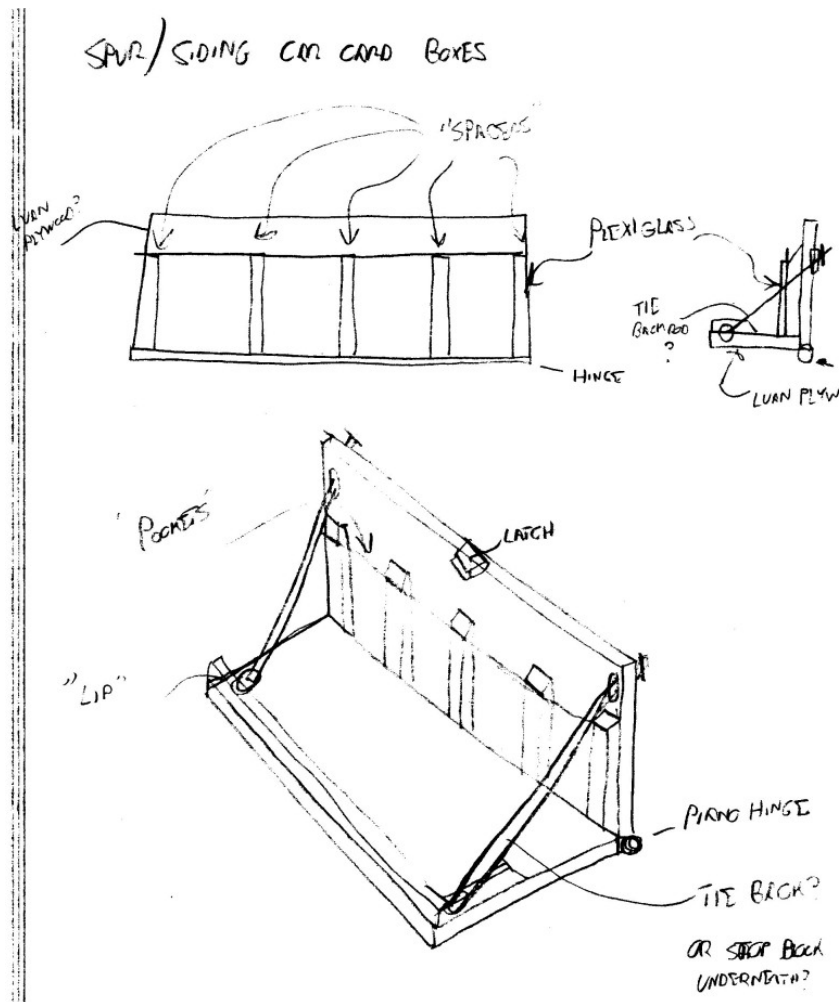 SPUR/SIDING CAR CARD BOXES
"SPACERS"
LUAN
PLYWOOD?
PLEXIGLASS
TIE
BACK ROD
?
HINGE
LUAN PLYW
'POCKETS'
LATCH
"LIP"
PIANO HINGE
TIE BACK?
OR STOP BLOCK
UNDERNEATH?